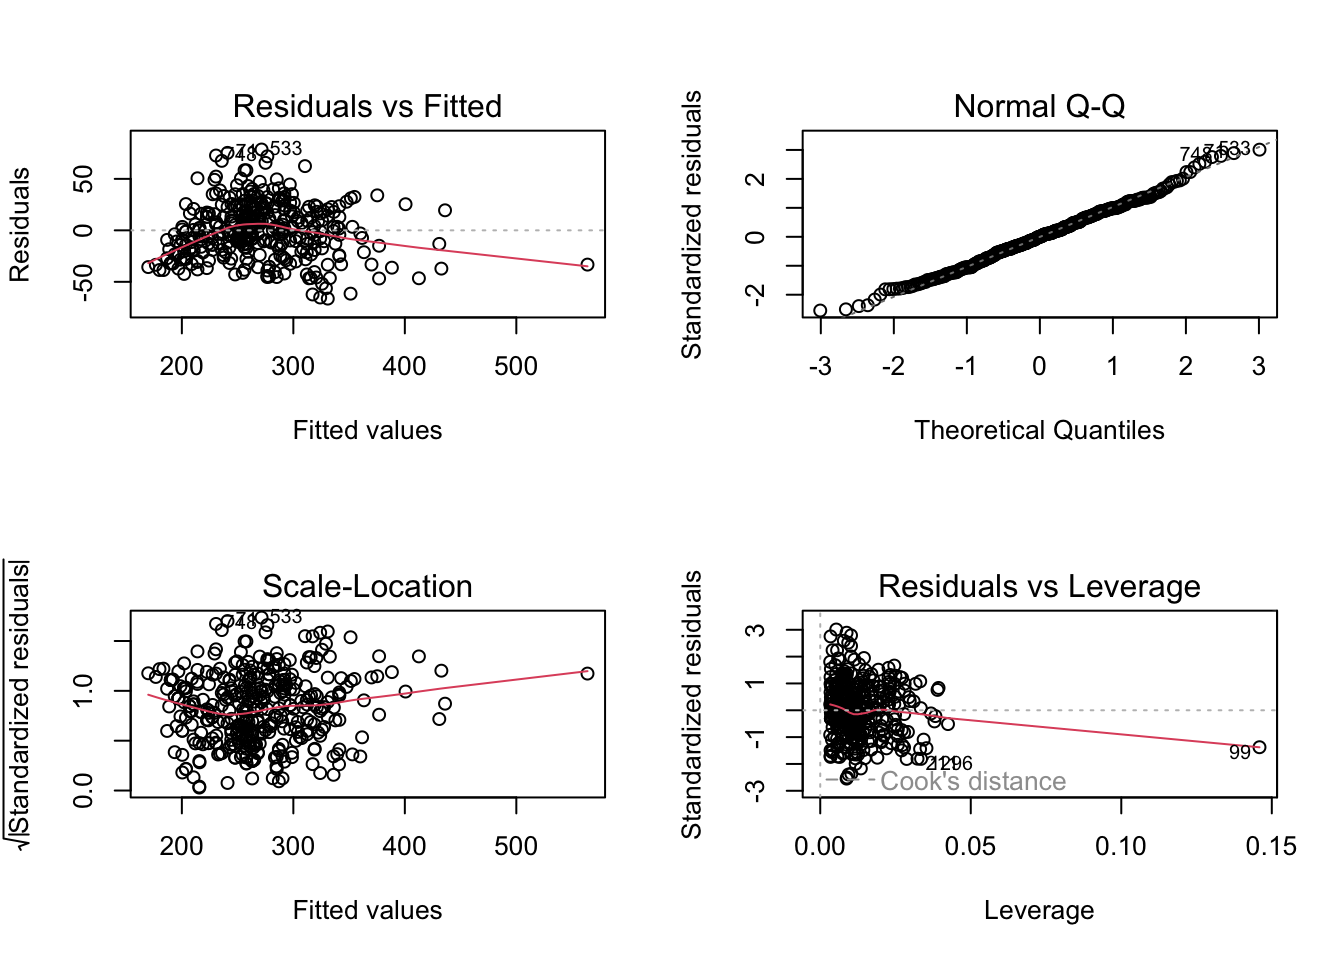 Residuals vs Fitted
Residuals
50
0
-50
533
200 300 400 500
Fitted values
Normal Q-Q
Standardized residuals
2
0
-2
533
-3 -2 -1 0 1 2 3
Theoretical Quantiles
Scale-Location
√|Standardized residuals|
1.0
0.0
533
200 300 400 500
Fitted values
Residuals vs Leverage
Standardized residuals
3
1
-1
-3
99
Cook's distance
0.00 0.05 0.10 0.15
Leverage